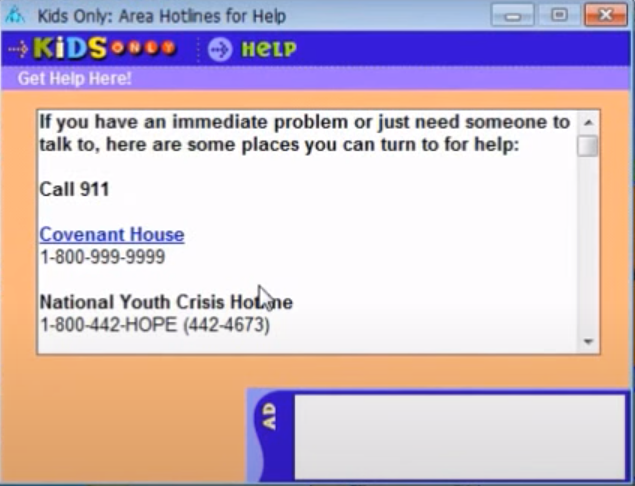 Kids Only: Area Hotlines for Help
KiDS ONLY HELP
Get Help Here!
If you have an immediate problem or just need someone to
talk to, here are some places you can turn to for help:
Call 911
Covenant House
1-800-999-9999
National Youth Crisis Hotline
1-800-442-HOPE (442-4673)
AD